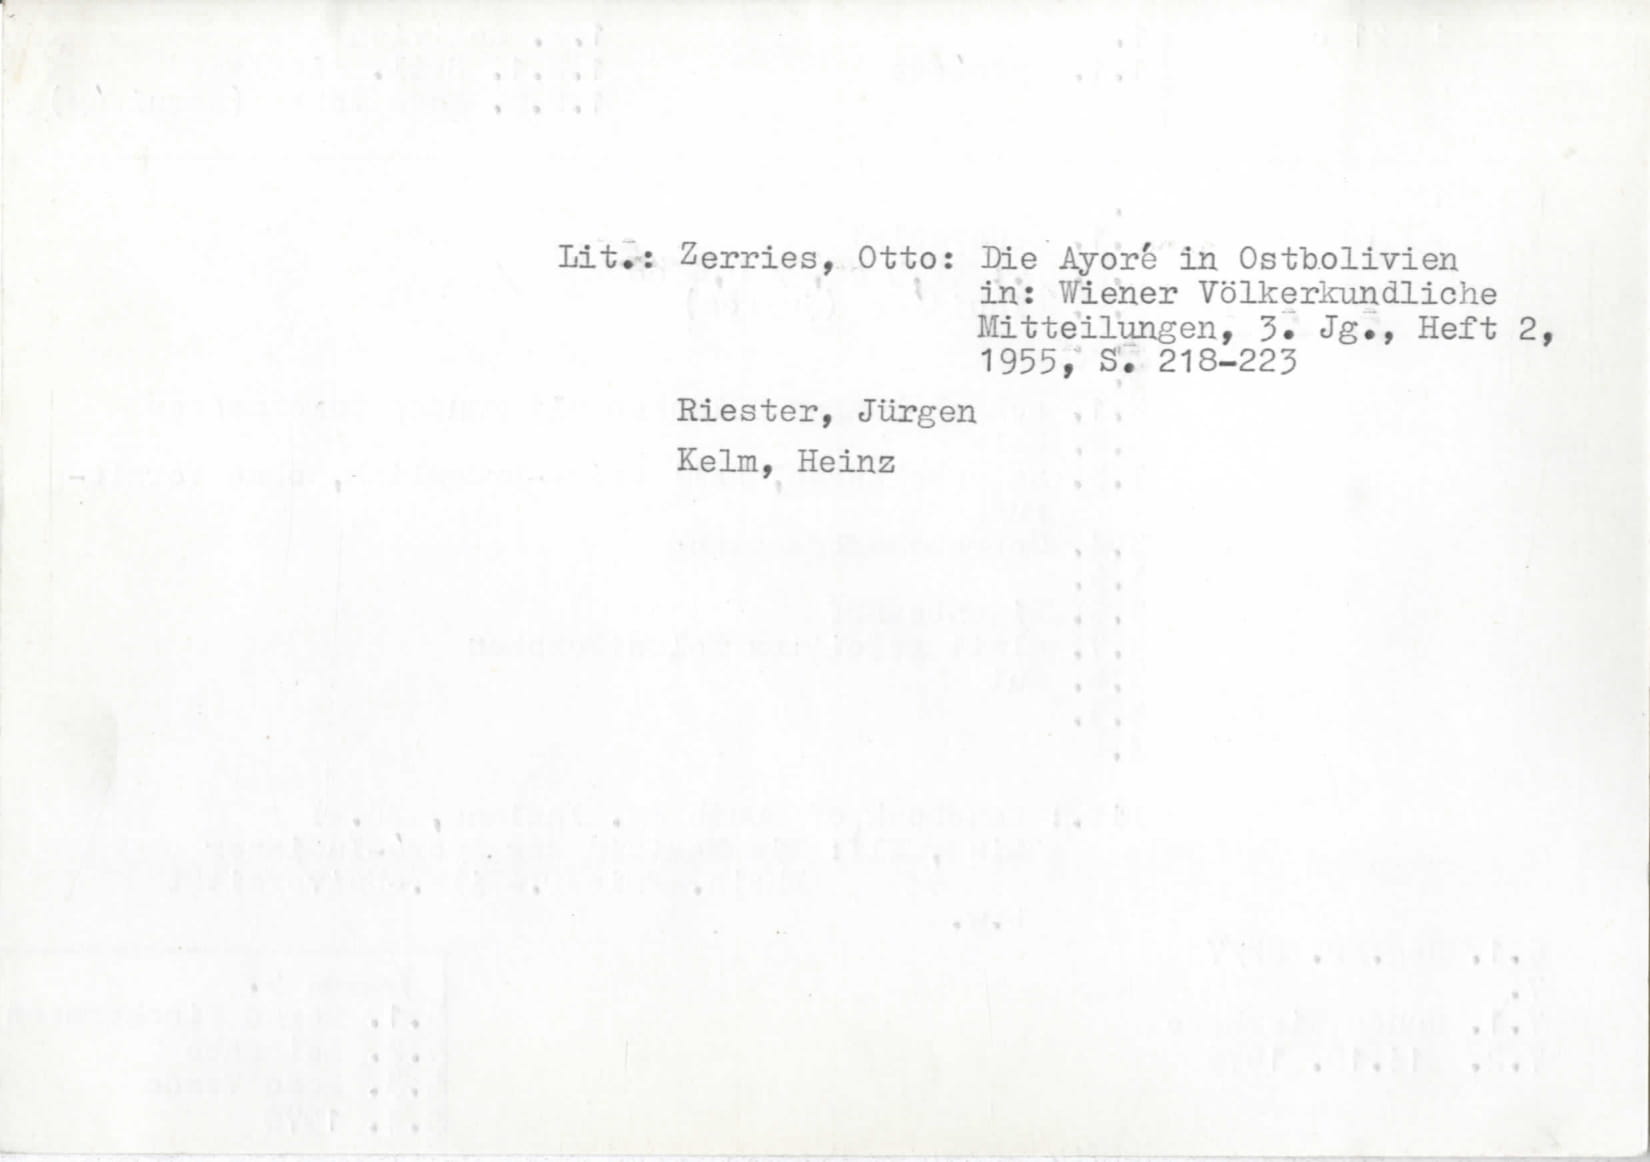 Lit.: Zerries, Otto: Die Ayoré in Ostbolivien
in: Wiener Völkerkundliche
Mitteilungen, 3. Jg., Heft 2,
1955, S. 218-223
Riester, Jürgen
Kelm, Heinz